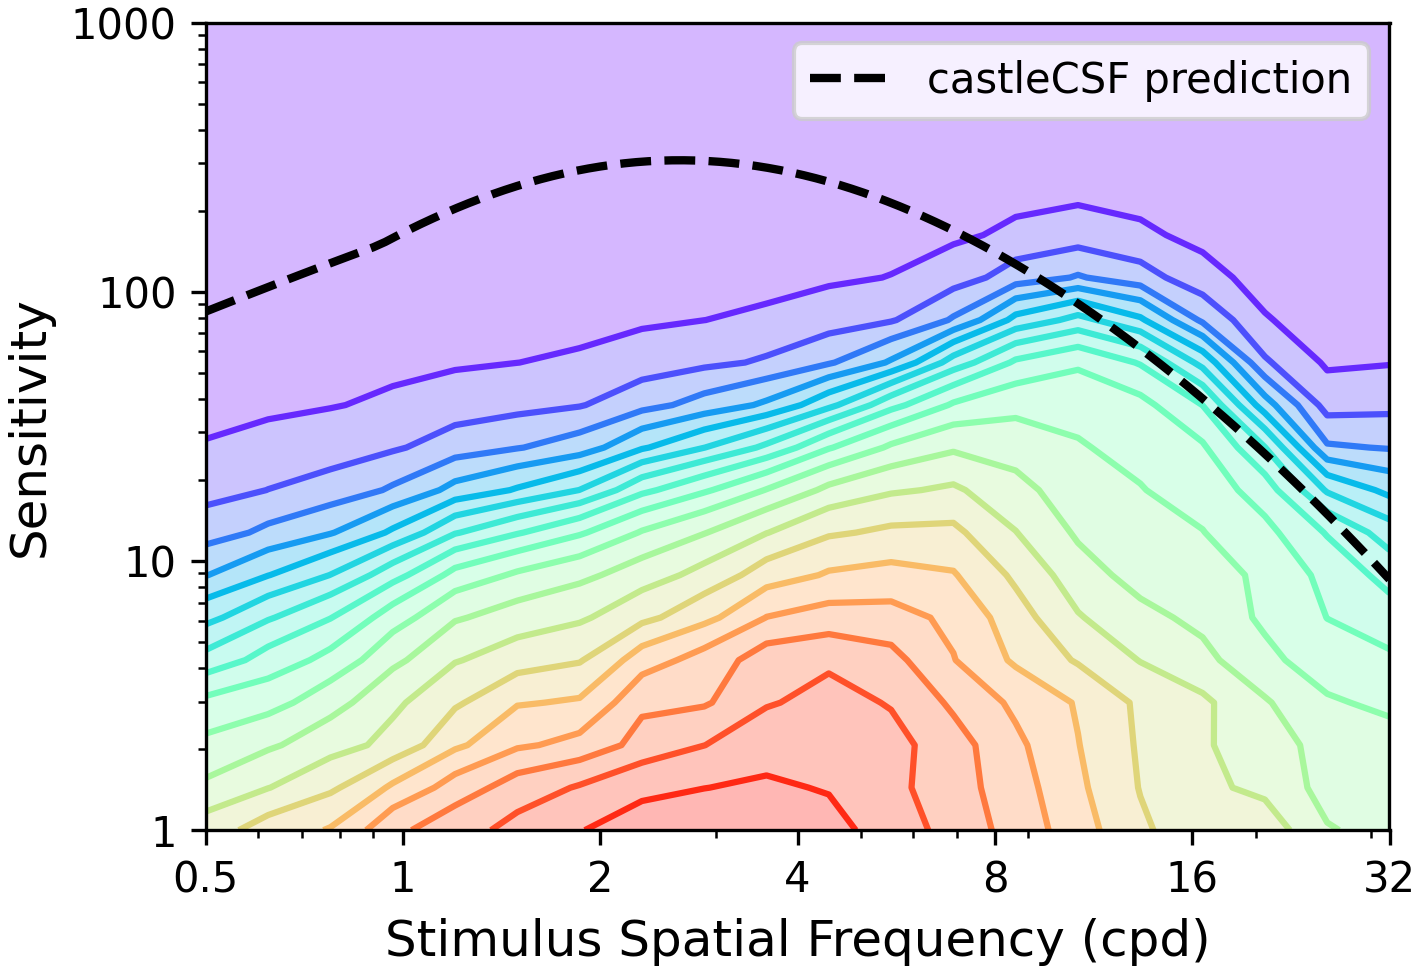 1000
100
10
1
Sensitivity
castleCSF prediction
0.5 1 2 4 8 16 32
Stimulus Spatial Frequency (cpd)